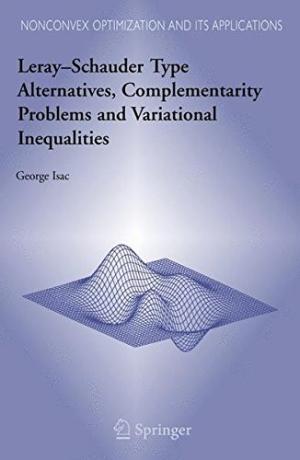 NONCONVEX OPTIMIZATION AND ITS APPLICATIONS
Leray–Schauder Type
Alternatives, Complementarity
Problems and Variational
Inequalities
George Isac
Springer